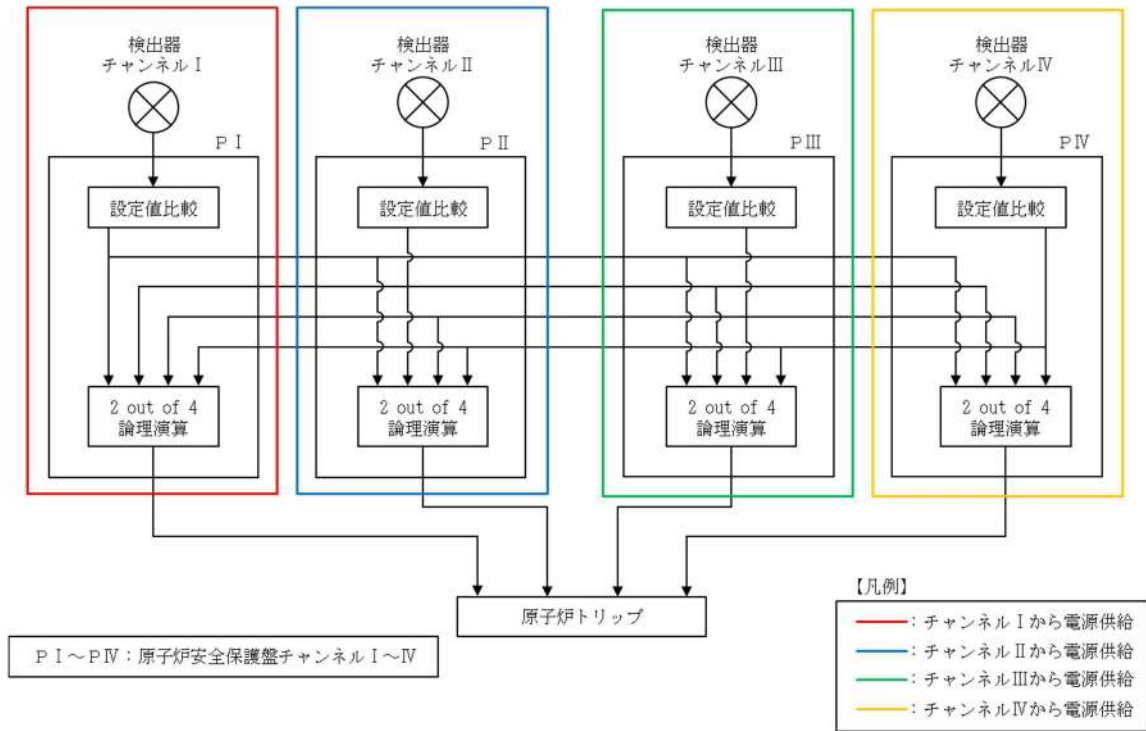 検出器
チャンネルⅠ
検出器
チャンネルⅡ
検出器
チャンネルⅢ
検出器
チャンネルⅣ
PⅠ
PⅡ
PⅢ
PⅣ
設定値比較
設定値比較
設定値比較
設定値比較
2 out of 4
論理演算
2 out of 4
論理演算
2 out of 4
論理演算
2 out of 4
論理演算
原子炉トリップ
PⅠ～PⅣ：原子炉安全保護盤チャンネルⅠ～Ⅳ
【凡例】
：チャンネルⅠから電源供給
：チャンネルⅡから電源供給
：チャンネルⅢから電源供給
：チャンネルⅣから電源供給